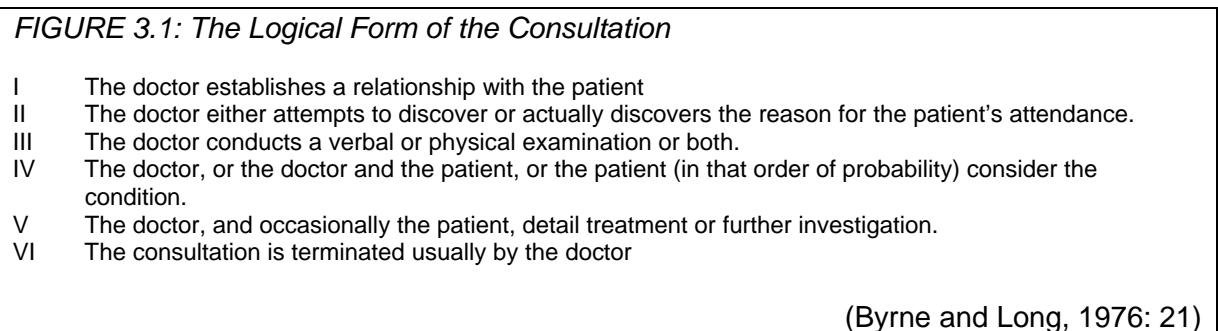 FIGURE 3.1: The Logical Form of the Consultation
I The doctor establishes a relationship with the patient
II The doctor either attempts to discover or actually discovers the reason for the patient's attendance.
III The doctor conducts a verbal or physical examination or both.
IV The doctor, or the doctor and the patient, or the patient (in that order of probability) consider the
condition.
V The doctor, and occasionally the patient, detail treatment or further investigation.
VI The consultation is terminated usually by the doctor
(Byrne and Long, 1976: 21)